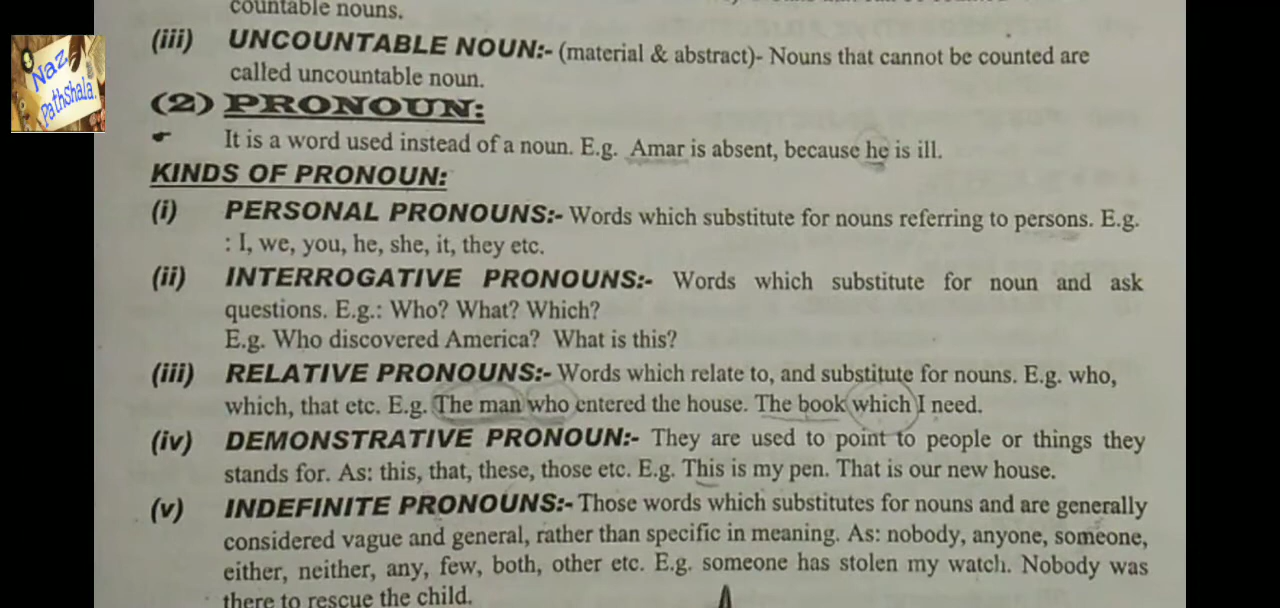 countable nouns.
(iii) UNCOUNTABLE NOUN:- (material & abstract)- Nouns that cannot be counted are
called uncountable noun.
Naz
Pathshala.
(2) PRONOUN:
It is a word used instead of a noun. E.g. Amar is absent, because he is ill.
KINDS OF PRONOUN:
(i) PERSONAL PRONOUNS:- Words which substitute for nouns referring to persons. E.g.
: I, we, you, he, she, it, they etc.
(ii) INTERROGATIVE PRONOUNS:- Words which substitute for noun and ask
questions. E.g.: Who? What? Which?
E.g. Who discovered America? What is this?
(iii) RELATIVE PRONOUNS:- Words which relate to, and substitute for nouns. E.g. who,
which, that etc. E.g. The man who entered the house. The book which I need.
(iv) DEMONSTRATIVE PRONOUN:- They are used to point to people or things they
stands for. As: this, that, these, those etc. E.g. This is my pen. That is our new house.
(v) INDEFINITE PRONOUNS:- Those words which substitutes for nouns and are generally
considered vague and general, rather than specific in meaning. As: nobody, anyone, someone,
either, neither, any, few, both, other etc. E.g. someone has stolen my watch. Nobody was
there to rescue the child.